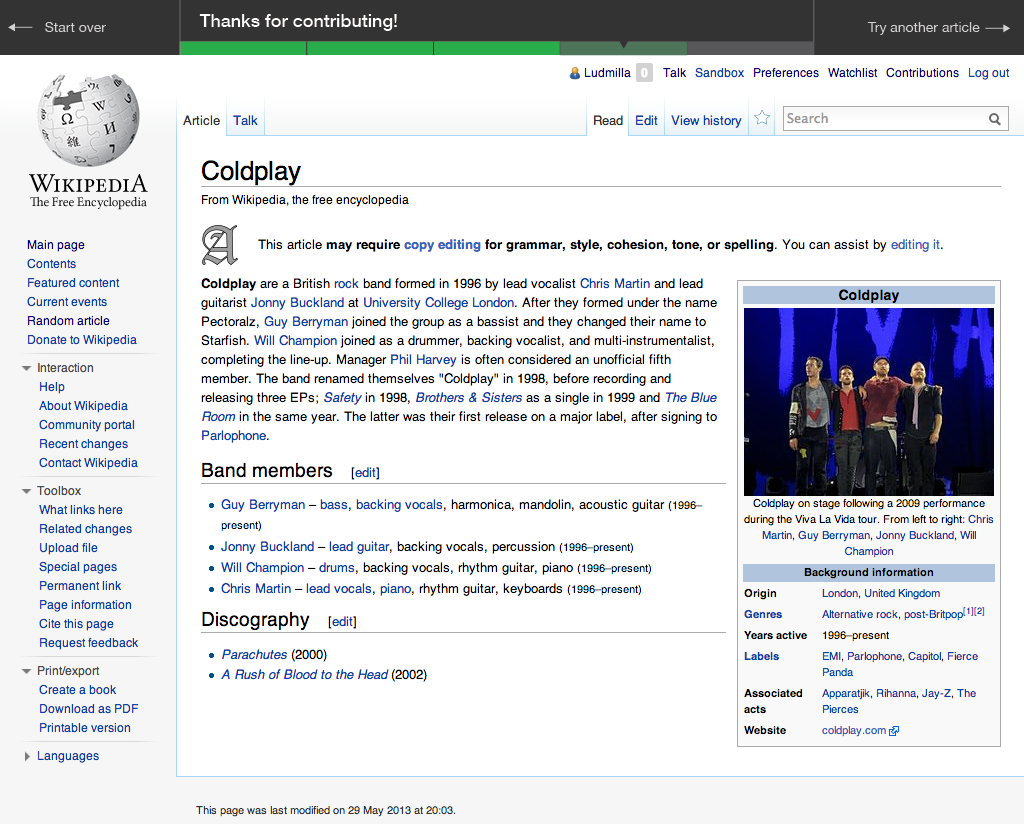 Start over
Thanks for contributing!
Try another article
Ludmilla 0 Talk Sandbox Preferences Watchlist Contributions Log out
Article Talk Read Edit View history Search
WIKIPEDIA
The Free Encyclopedia
Main page
Contents
Featured content
Current events
Random article
Donate to Wikipedia
Interaction
Help
About Wikipedia
Community portal
Recent changes
Contact Wikipedia
Toolbox
What links here
Related changes
Upload file
Special pages
Permanent link
Page information
Cite this page
Request feedback
Print/export
Create a book
Download as PDF
Printable version
Languages
Coldplay
From Wikipedia, the free encyclopedia
This article may require copy editing for grammar, style, cohesion, tone, or spelling. You can assist by editing it.
Coldplay are a British rock band formed in 1996 by lead vocalist Chris Martin and lead
guitarist Jonny Buckland at University College London. After they formed under the name
Pectoralz, Guy Berryman joined the group as a bassist and they changed their name to
Starfish. Will Champion joined as a drummer, backing vocalist, and multi-instrumentalist,
completing the line-up. Manager Phil Harvey is often considered an unofficial fifth
member. The band renamed themselves "Coldplay" in 1998, before recording and
releasing three EPs; Safety in 1998, Brothers & Sisters as a single in 1999 and The Blue
Room in the same year. The latter was their first release on a major label, after signing to
Parlophone.
Band members [edit]
Guy Berryman – bass, backing vocals, harmonica, mandolin, acoustic guitar (1996–
present)
Jonny Buckland – lead guitar, backing vocals, percussion (1996–present)
Will Champion – drums, backing vocals, rhythm guitar, piano (1996–present)
Chris Martin – lead vocals, piano, rhythm guitar, keyboards (1996–present)
Discography [edit]
Parachutes (2000)
A Rush of Blood to the Head (2002)
Coldplay
Coldplay on stage following a 2009 performance
during the Viva La Vida tour. From left to right: Chris
Martin, Guy Berryman, Jonny Buckland, Will
Champion
Background information
Origin London, United Kingdom
Genres Alternative rock, post-Britpop[1][2]
Years active 1996–present
Labels EMI, Parlophone, Capitol, Fierce
Panda
Associated Apparatjik, Rihanna, Jay-Z, The
acts Pierces
Website coldplay.com
This page was last modified on 29 May 2013 at 20:03.